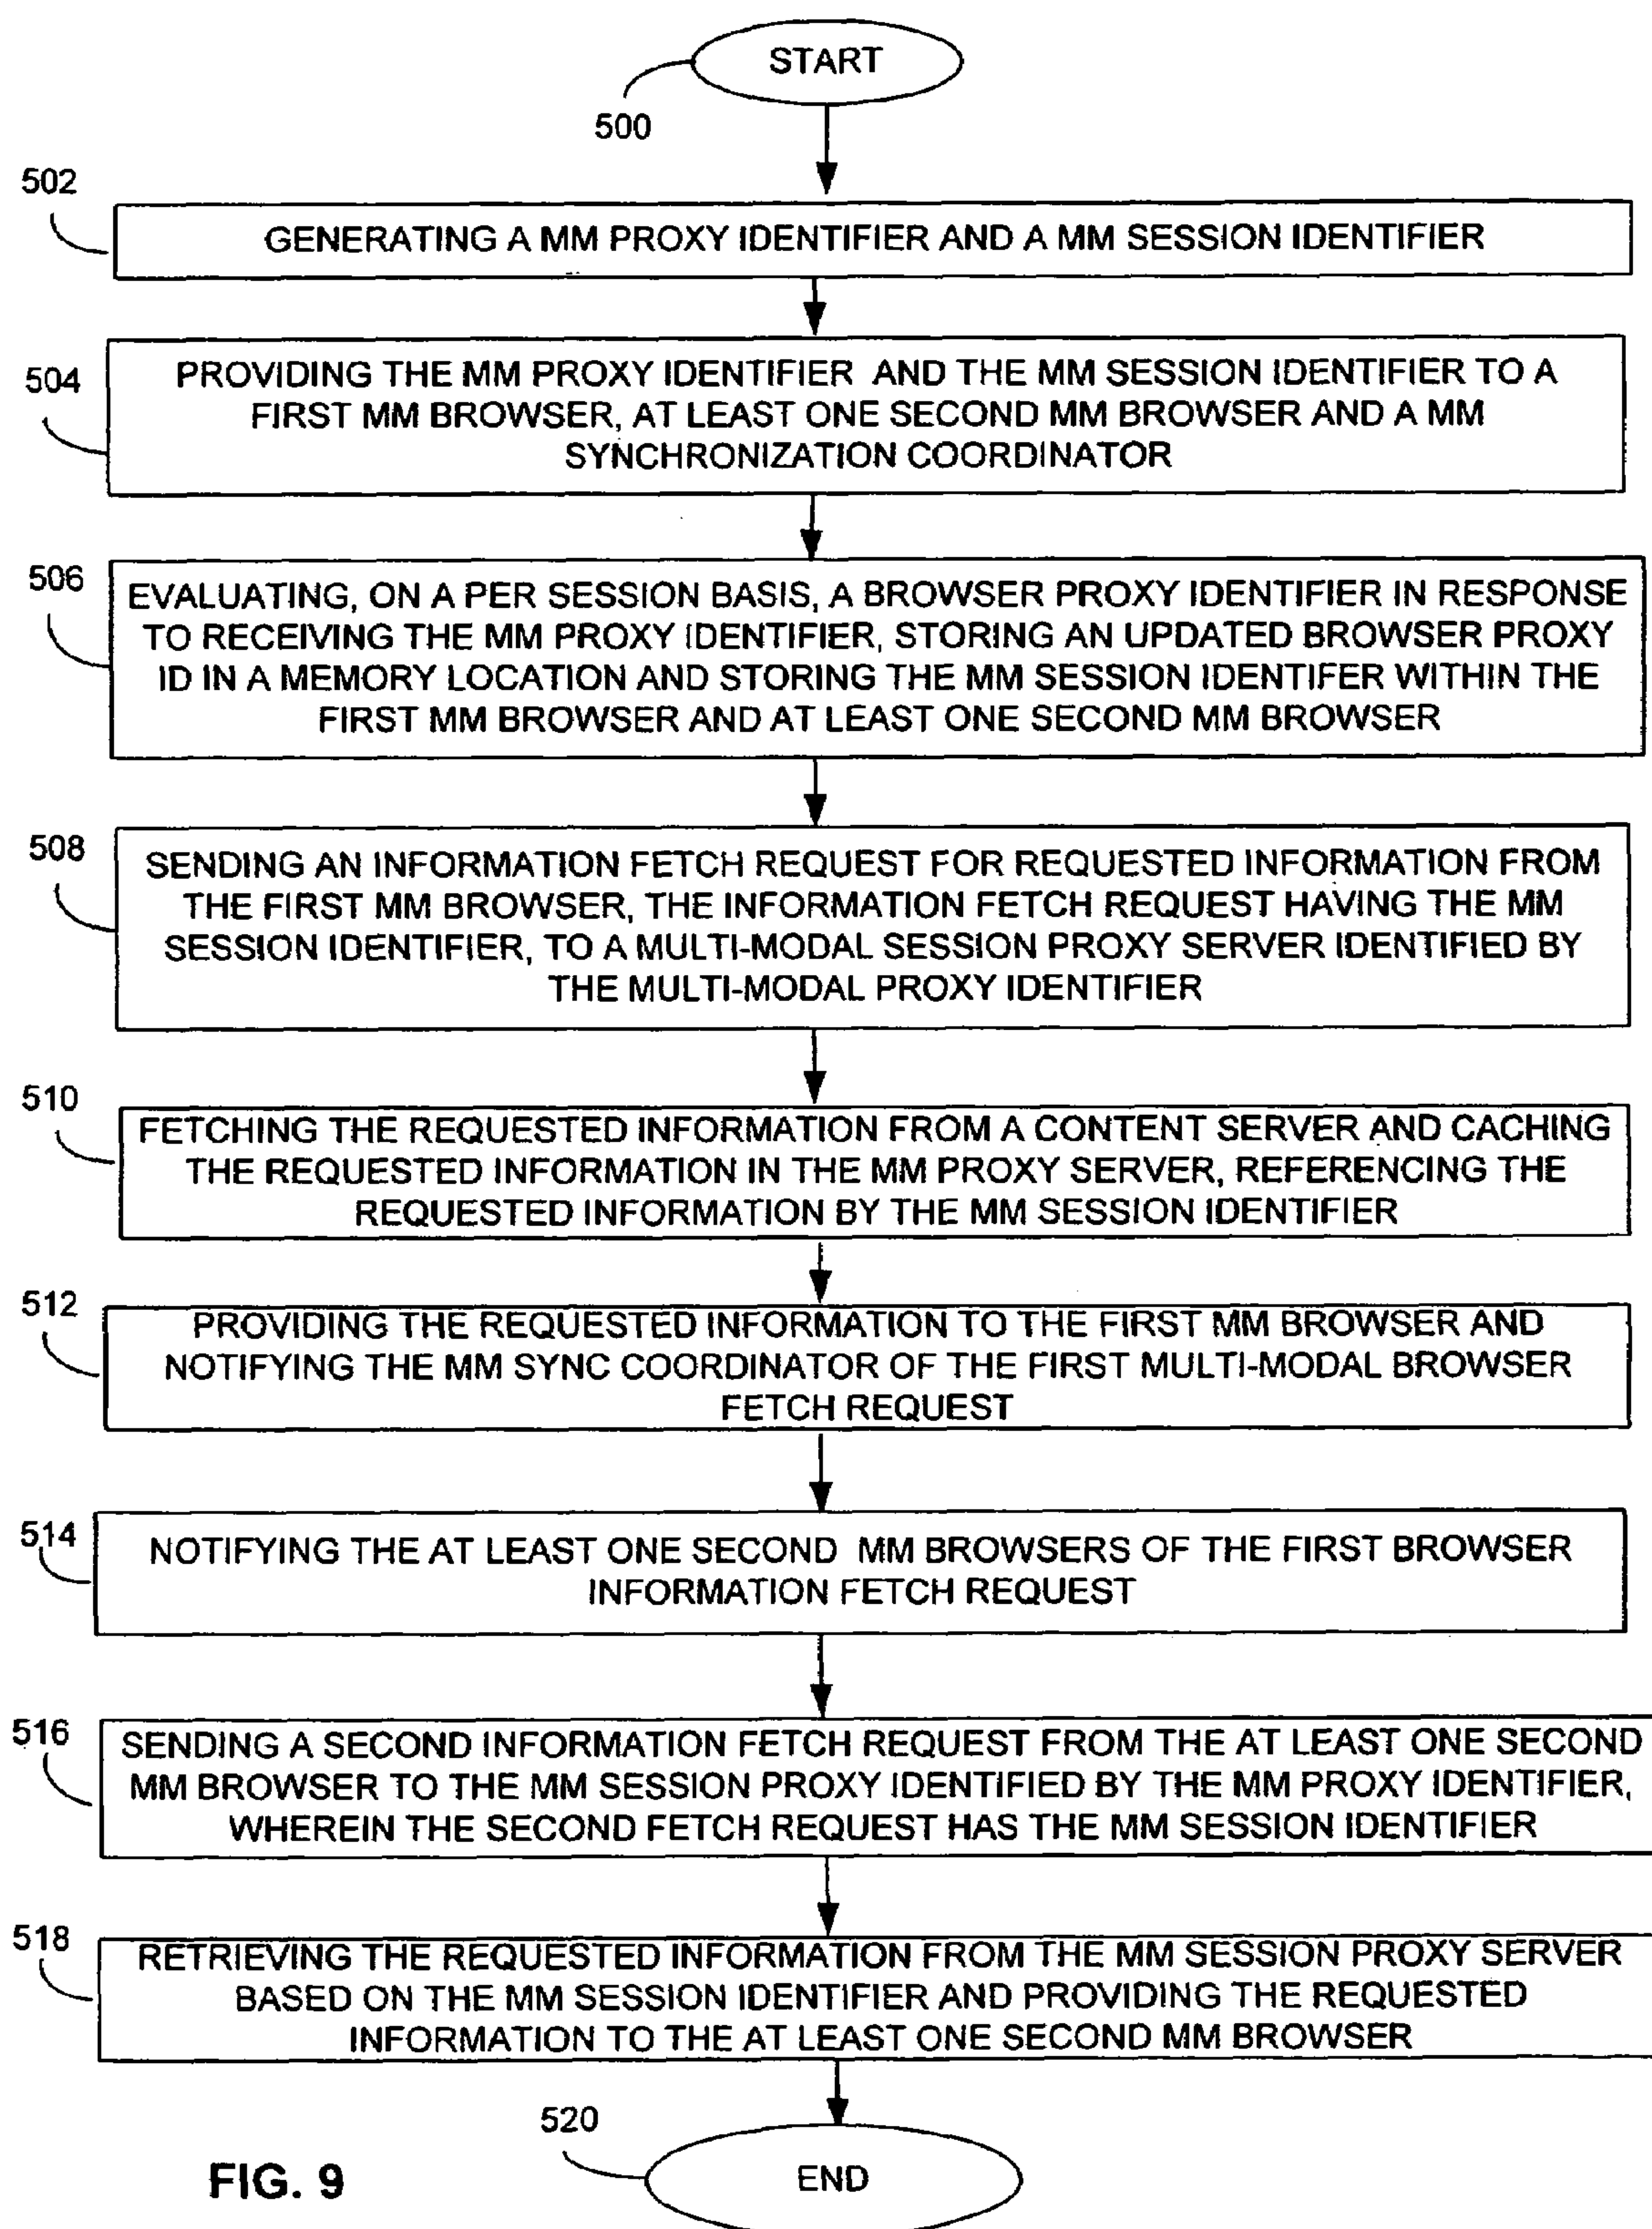 START
500
502
GENERATING A MM PROXY IDENTIFIER AND A MM SESSION IDENTIFIER
504
PROVIDING THE MM PROXY IDENTIFIER AND THE MM SESSION IDENTIFIER TO A
FIRST MM BROWSER, AT LEAST ONE SECOND MM BROWSER AND A MM
SYNCHRONIZATION COORDINATOR
506
EVALUATING, ON A PER SESSION BASIS, A BROWSER PROXY IDENTIFIER IN RESPONSE
TO RECEIVING THE MM PROXY IDENTIFIER, STORING AN UPDATED BROWSER PROXY
ID IN A MEMORY LOCATION AND STORING THE MM SESSION IDENTIFER WITHIN THE
FIRST MM BROWSER AND AT LEAST ONE SECOND MM BROWSER
508
SENDING AN INFORMATION FETCH REQUEST FOR REQUESTED INFORMATION FROM
THE FIRST MM BROWSER, THE INFORMATION FETCH REQUEST HAVING THE MM
SESSION IDENTIFIER, TO A MULTI-MODAL SESSION PROXY SERVER IDENTIFIED BY
THE MULTI-MODAL PROXY IDENTIFIER
510
FETCHING THE REQUESTED INFORMATION FROM A CONTENT SERVER AND CACHING
THE REQUESTED INFORMATION IN THE MM PROXY SERVER, REFERENCING THE
REQUESTED INFORMATION BY THE MM SESSION IDENTIFIER
512
PROVIDING THE REQUESTED INFORMATION TO THE FIRST MM BROWSER AND
NOTIFYING THE MM SYNC COORDINATOR OF THE FIRST MULTI-MODAL BROWSER
FETCH REQUEST
514
NOTIFYING THE AT LEAST ONE SECOND MM BROWSERS OF THE FIRST BROWSER
INFORMATION FETCH REQUEST
516
SENDING A SECOND INFORMATION FETCH REQUEST FROM THE AT LEAST ONE SECOND
MM BROWSER TO THE MM SESSION PROXY IDENTIFIED BY THE MM PROXY IDENTIFIER,
WHEREIN THE SECOND FETCH REQUEST HAS THE MM SESSION IDENTIFIER
518
RETRIEVING THE REQUESTED INFORMATION FROM THE MM SESSION PROXY SERVER
BASED ON THE MM SESSION IDENTIFIER AND PROVIDING THE REQUESTED
INFORMATION TO THE AT LEAST ONE SECOND MM BROWSER
520
END
FIG. 9